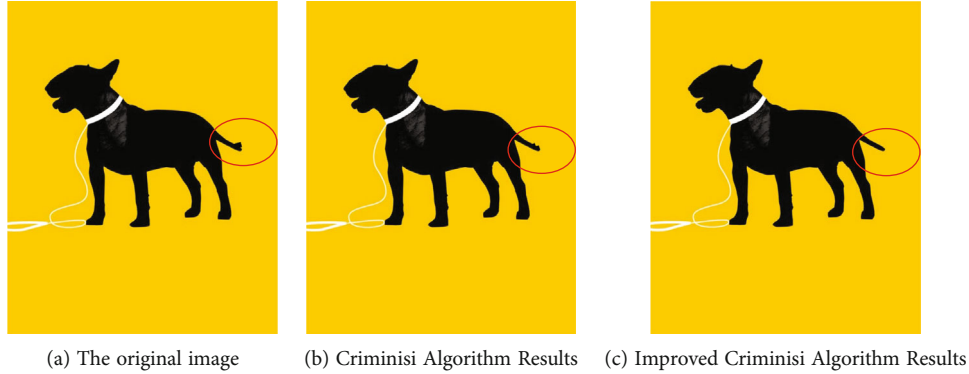 (a) The original image
(b) Criminisi Algorithm Results
(c) Improved Criminisi Algorithm Results